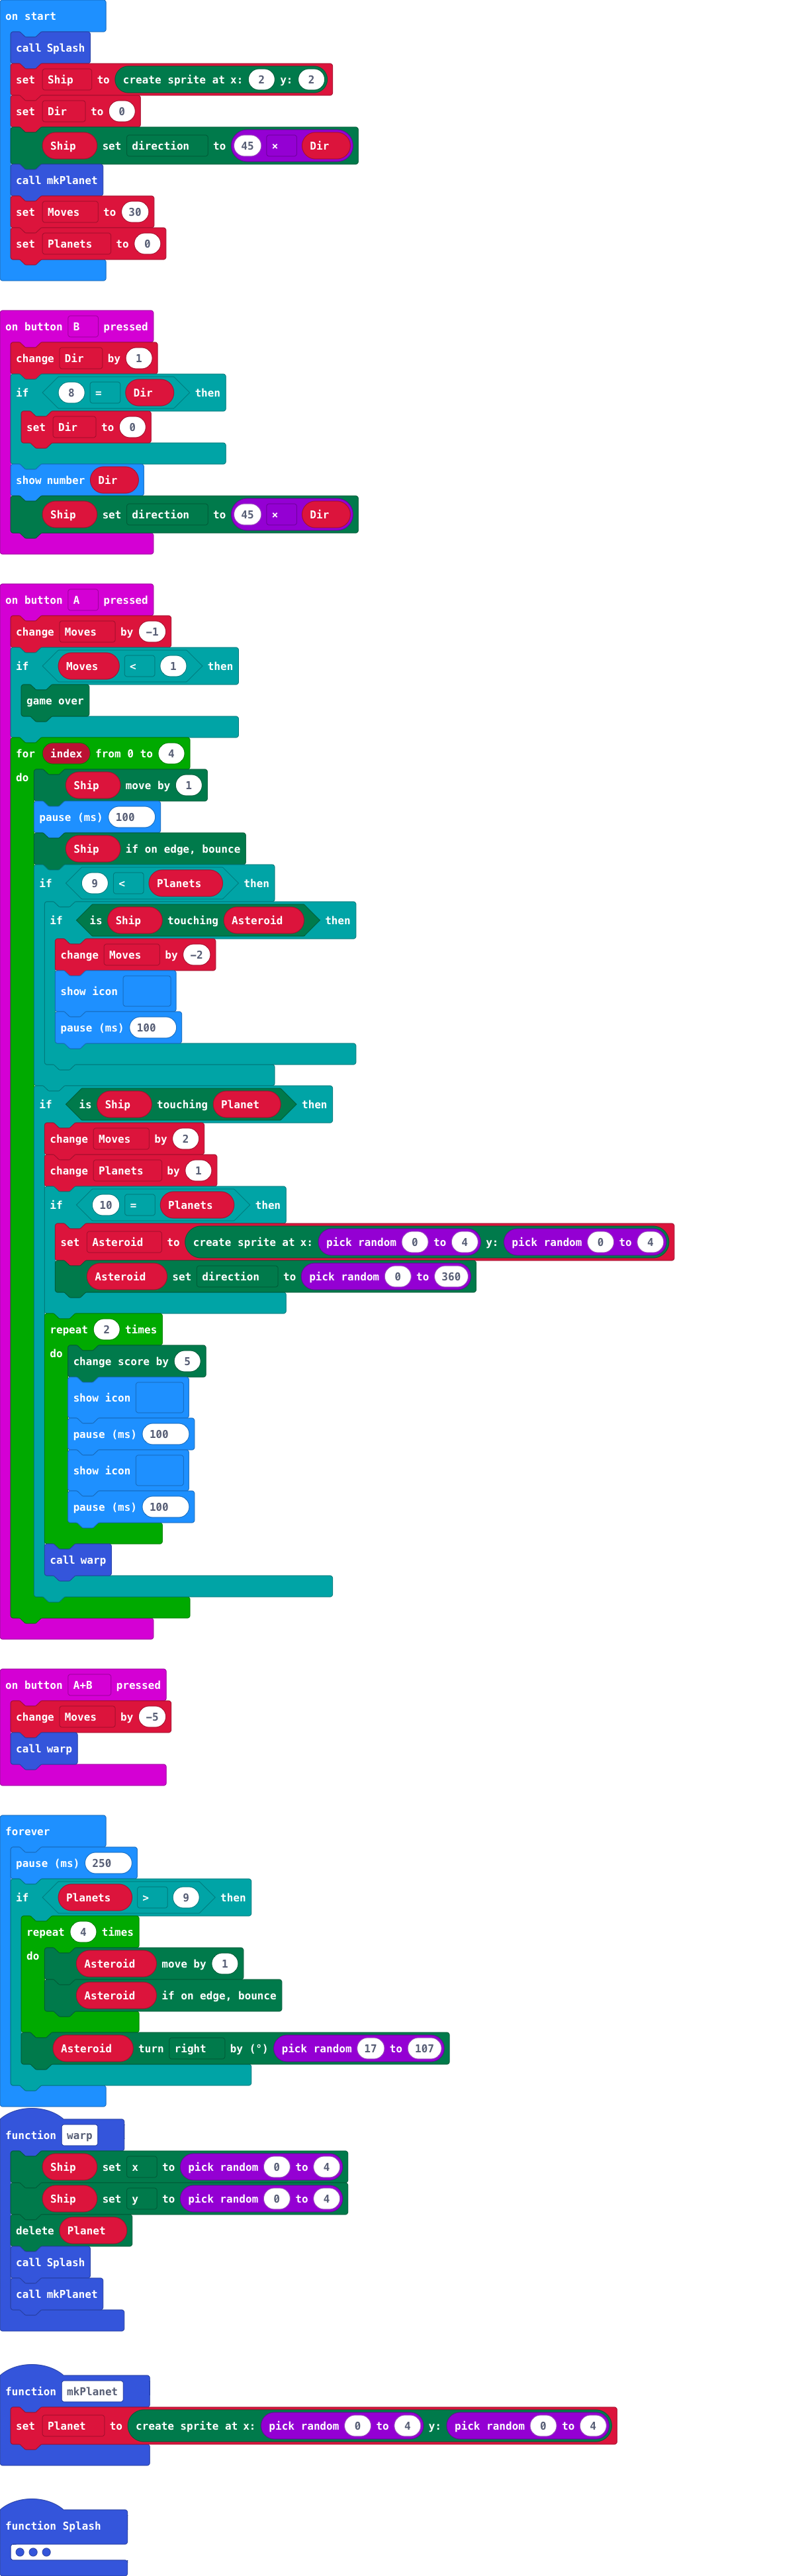 on start
call Splash
set Ship to create sprite at x: 2 y: 2
set Dir to 0
Ship set direction to 45 × Dir
call mkPlanet
set Moves to 30
set Planets to 0
on button B pressed
change Dir by 1
if 8 = Dir then
set Dir to 0
show number Dir
Ship set direction to 45 × Dir
on button A pressed
change Moves by -1
if Moves < 1 then
game over
for index from 0 to 4
do Ship move by 1
pause (ms) 100
Ship if on edge, bounce
if 9 < Planets then
if is Ship touching Asteroid then
change Moves by -2
show icon
pause (ms) 100
if is Ship touching Planet then
change Moves by 2
change Planets by 1
if 10 = Planets then
set Asteroid to create sprite at x: pick random 0 to 4 y: pick random 0 to 4
Asteroid set direction to pick random 0 to 360
repeat 2 times
do change score by 5
show icon
pause (ms) 100
show icon
pause (ms) 100
call warp
on button A+B pressed
change Moves by -5
call warp
forever
pause (ms) 250
if Planets > 9 then
repeat 4 times
do Asteroid move by 1
Asteroid if on edge, bounce
Asteroid turn right by (°) pick random 17 to 107
function warp
Ship set x to pick random 0 to 4
Ship set y to pick random 0 to 4
delete Planet
call Splash
call mkPlanet
function mkPlanet
set Planet to create sprite at x: pick random 0 to 4 y: pick random 0 to 4
function Splash